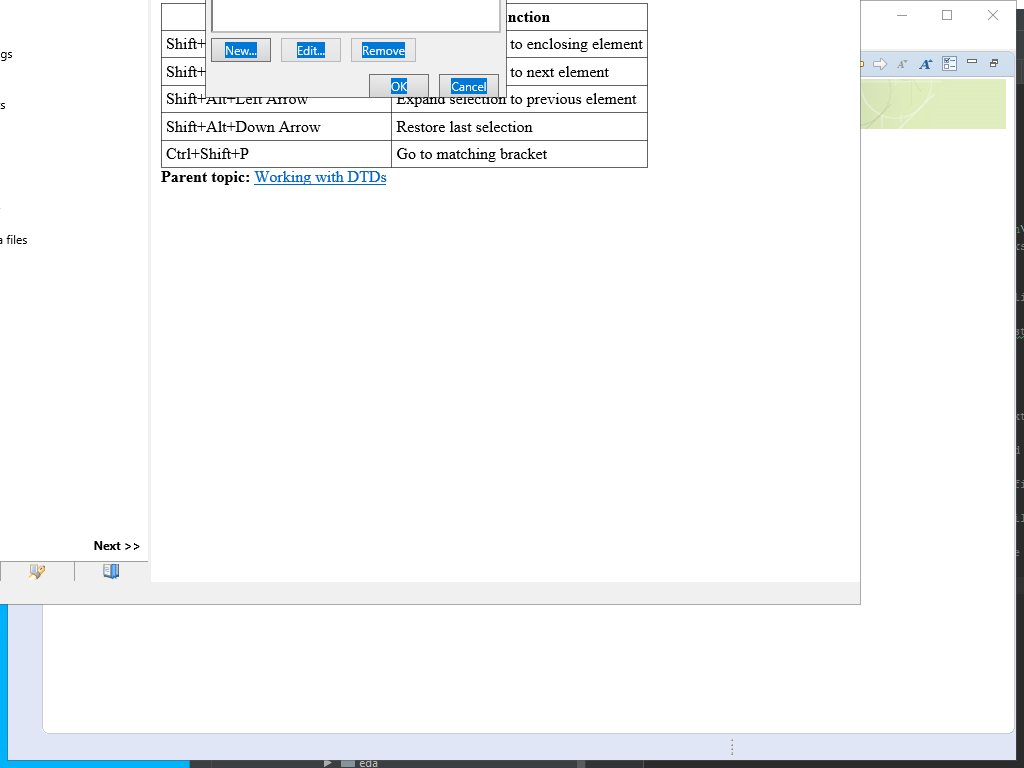 nction
Shift+
to enclosing element
New...
Edit...
Remove
gs
Shift+
to next element
OK
Cancel
Shift+Alt+Left Arrow
Expand selection to previous element
s
Shift+Alt+Down Arrow
Restore last selection
Ctrl+Shift+P
Go to matching bracket
Parent topic: Working with DTDs
a files
Next >>
eda